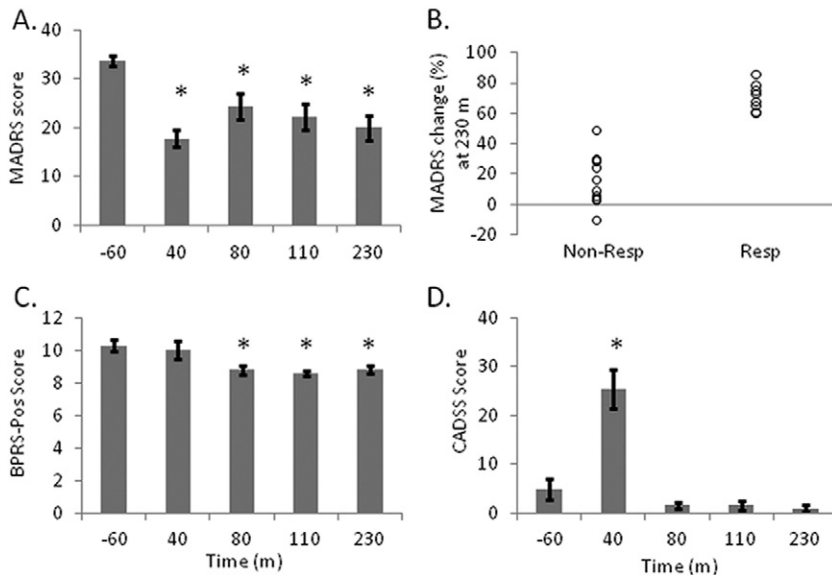 A.
MADRS score
40
30
20
10
0
* * * *
-60 40 80 110 230
B.
MADRS change (%)
at 230 m
100
80
60
40
20
0
-20
Non-Resp Resp
C.
BPRS-Pos Score
12
10
8
6
4
2
0
* * *
-60 40 80 110 230
Time (m)
D.
CADSS Score
40
30
20
10
0
*
-60 40 80 110 230
Time (m)